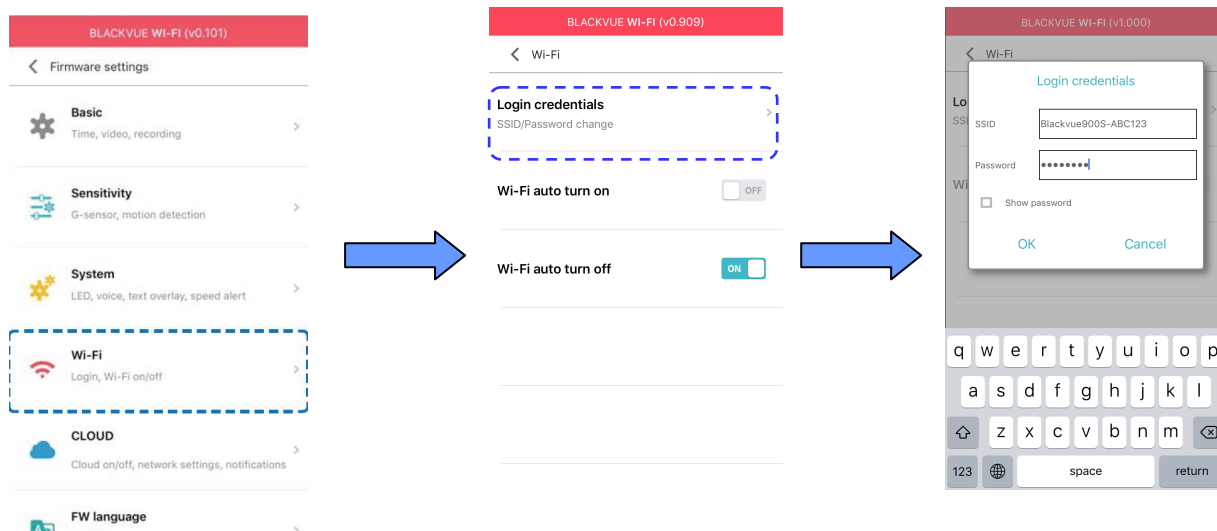 BLACKVUE WI-FI (v0.101)
Firmware settings
Basic
Time, video, recording
Sensitivity
G-sensor, motion detection
System
LED, voice, text overlay, speed alert
Wi-Fi
Login, Wi-Fi on/off
CLOUD
Cloud on/off, network settings, notifications
FW language
BLACKVUE WI-FI (v0.909)
Wi-Fi
Login credentials
SSID/Password change
Wi-Fi auto turn on
OFF
Wi-Fi auto turn off
ON
BLACKVUE WI-FI (v1.000)
Wi-Fi
Lo
SSI
Wi
Login credentials
SSID
Blackvue900S-ABC123
Password
••••••••
Show password
OK Cancel
q w e r t y u i o p
a s d f g h j k l
z x c v b n m
123 space return